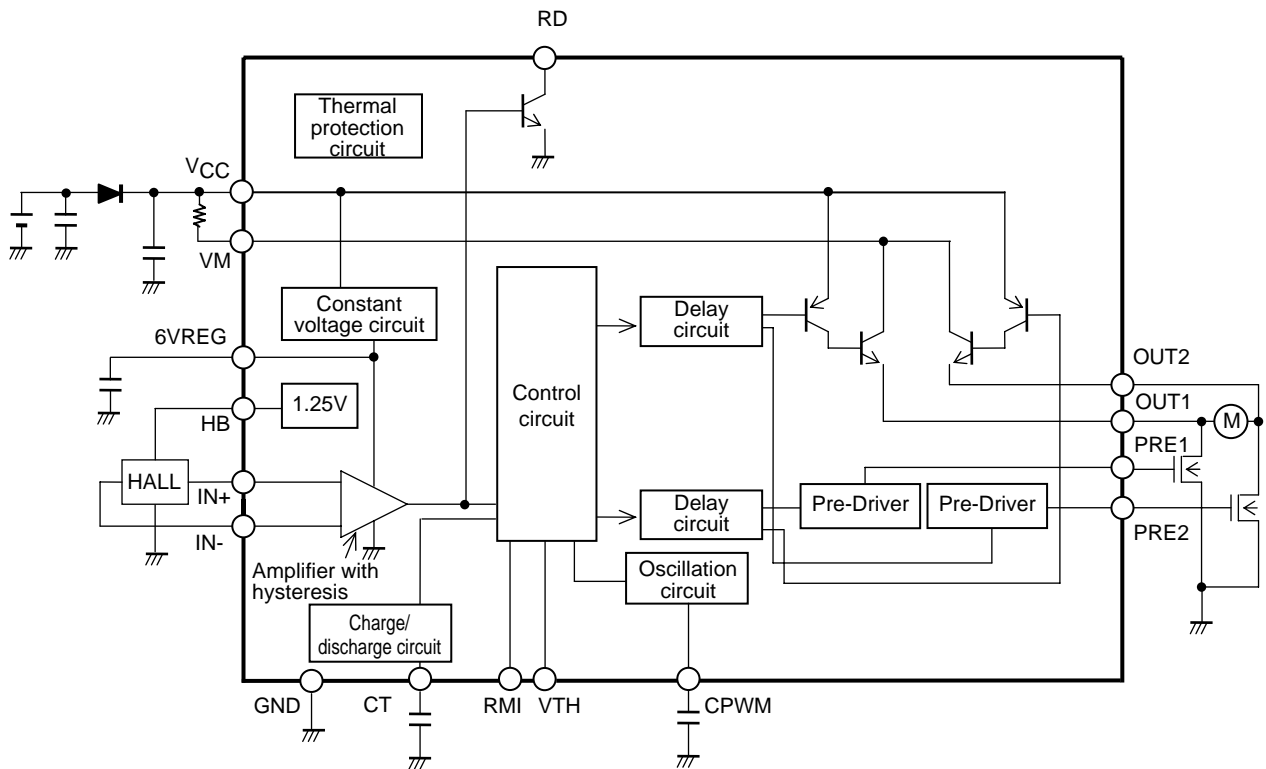 RD
Thermal
protection
circuit
VCC
VM
Constant
voltage circuit
Delay
circuit
6VREG
OUT2
1.25V
Control
circuit
OUT1
M
HB
PRE1
HALL
IN+
Delay
circuit
Pre-Driver
Pre-Driver
IN-
PRE2
Amplifier with
hysteresis
Oscillation
circuit
Charge/
discharge circuit
GND
CT
RMI
VTH
CPWM